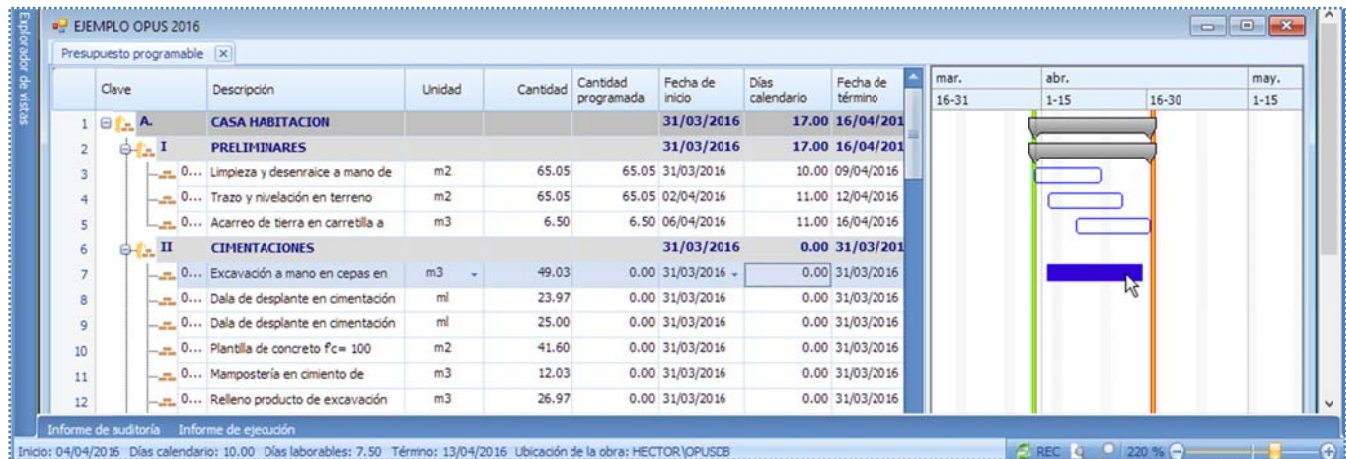 Explorador de vistas
EJEMPLO OPUS 2016
Presupuesto programable
Clave Descripción Unidad Cantidad Cantidad programada Fecha de inicio Días calendario Fecha de término
mar. abr. may.
16-31 1-15 16-30 1-15
1 A. CASA HABITACION 31/03/2016 17.00 16/04/201
2 I PRELIMINARES 31/03/2016 17.00 16/04/201
3 0... Limpieza y desenraice a mano de m2 65.05 65.05 31/03/2016 10.00 09/04/2016
4 0... Trazo y nivelación en terreno m2 65.05 65.05 02/04/2016 11.00 12/04/2016
5 0... Acarreo de tierra en carretilla a m3 6.50 6.50 06/04/2016 11.00 16/04/2016
6 II CIMENTACIONES 31/03/2016 0.00 31/03/201
7 0... Excavación a mano en cepas en m3 49.03 0.00 31/03/2016 0.00 31/03/2016
8 0... Dala de desplante en cimentación ml 23.97 0.00 31/03/2016 0.00 31/03/2016
9 0... Dala de desplante en cimentación ml 25.00 0.00 31/03/2016 0.00 31/03/2016
10 0... Plantilla de concreto f'c= 100 m2 41.60 0.00 31/03/2016 0.00 31/03/2016
11 0... Mampostería en cimiento de m3 12.03 0.00 31/03/2016 0.00 31/03/2016
12 0... Relleno producto de excavación m3 26.97 0.00 31/03/2016 0.00 31/03/2016
Informe de auditoría Informe de ejecución
Inicio: 04/04/2016 Días calendario: 10.00 Días laborables: 7.50 Término: 13/04/2016 Ubicación de la obra: HECTOR\OPUSDB REC 220 %